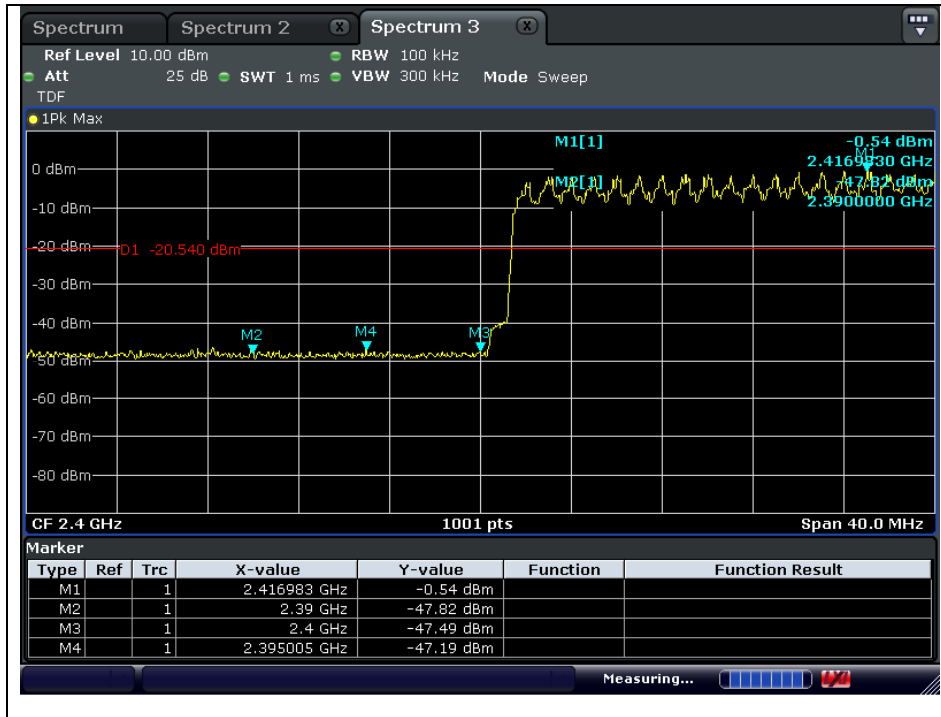 Spectrum Spectrum 2 X Spectrum 3 X
Ref Level 10.00 dBm RBW 100 kHz
Att 25 dB SWT 1 ms VBW 300 kHz Mode Sweep
TDF
1Pk Max
M1[1] -0.54 dBm
2.4169830 GHz
M2[1] -47.82 dBm
2.3900000 GHz
M1
0 dBm
-10 dBm
-20 dBm
D1 -20.540 dBm
-30 dBm
-40 dBm
M2 M4 M3
-50 dBm
-60 dBm
-70 dBm
-80 dBm
CF 2.4 GHz 1001 pts Span 40.0 MHz
Marker
Type Ref Trc X-value Y-value Function Function Result
M1 1 2.416983 GHz -0.54 dBm
M2 1 2.39 GHz -47.82 dBm
M3 1 2.4 GHz -47.49 dBm
M4 1 2.395005 GHz -47.19 dBm
Measuring...